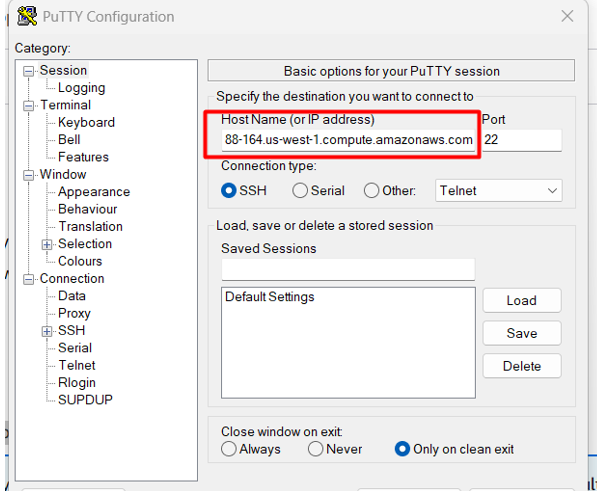 PuTTY Configuration
Category:
Session
Logging
Terminal
Keyboard
Bell
Features
Window
Appearance
Behaviour
Translation
Selection
Colours
Connection
Data
Proxy
SSH
Serial
Telnet
Rlogin
SUPDUP
Basic options for your PuTTY session
Specify the destination you want to connect to
Host Name (or IP address) Port
88-164.us-west-1.compute.amazonaws.com 22
Connection type:
SSH Serial Other: Telnet
Load, save or delete a stored session
Saved Sessions
Default Settings
Load
Save
Delete
Close window on exit:
Always Never Only on clean exit